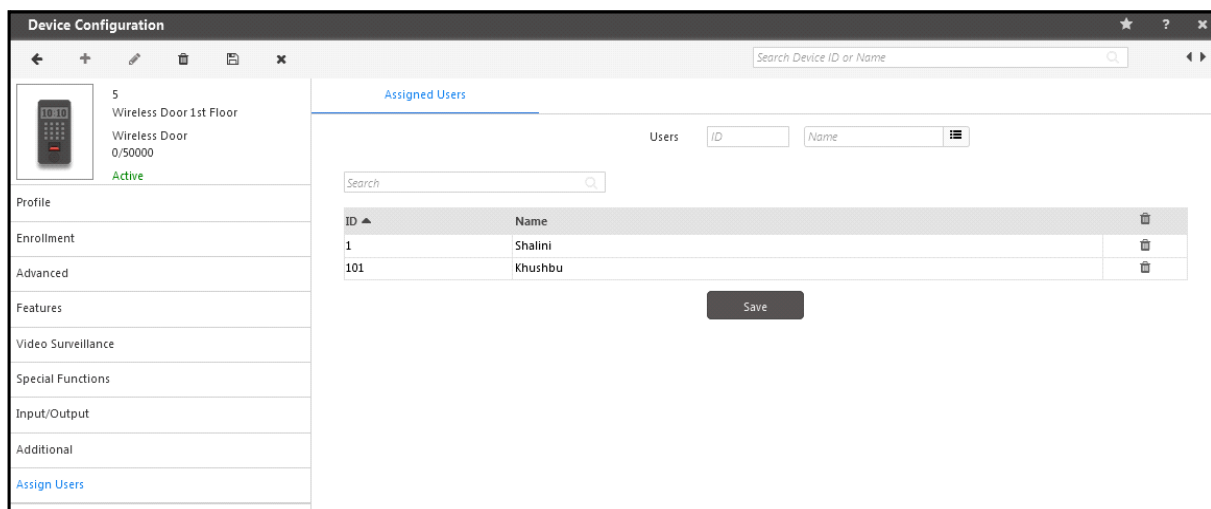 Device Configuration
?
Search Device ID or Name
10:10
5
Wireless Door 1st Floor
Wireless Door
0/50000
Active
Profile
Enrollment
Advanced
Features
Video Surveillance
Special Functions
Input/Output
Additional
Assign Users
Assigned Users
Users ID Name
Search
ID Name
1 Shalini
101 Khushbu
Save